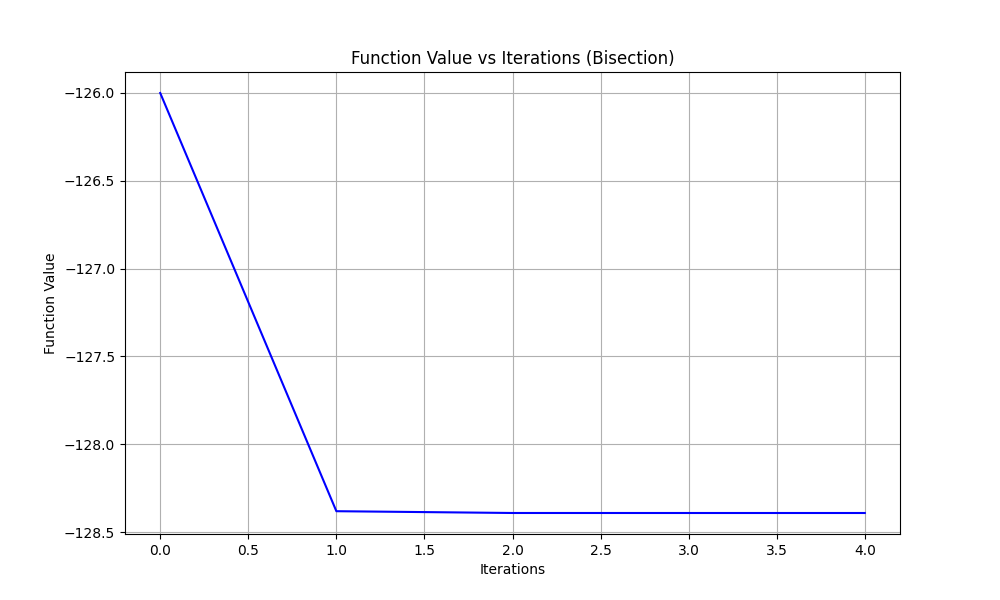 Function Value vs Iterations (Bisection)
Function Value
−126.0
−126.5
−127.0
−127.5
−128.0
−128.5
0.0 0.5 1.0 1.5 2.0 2.5 3.0 3.5 4.0
Iterations